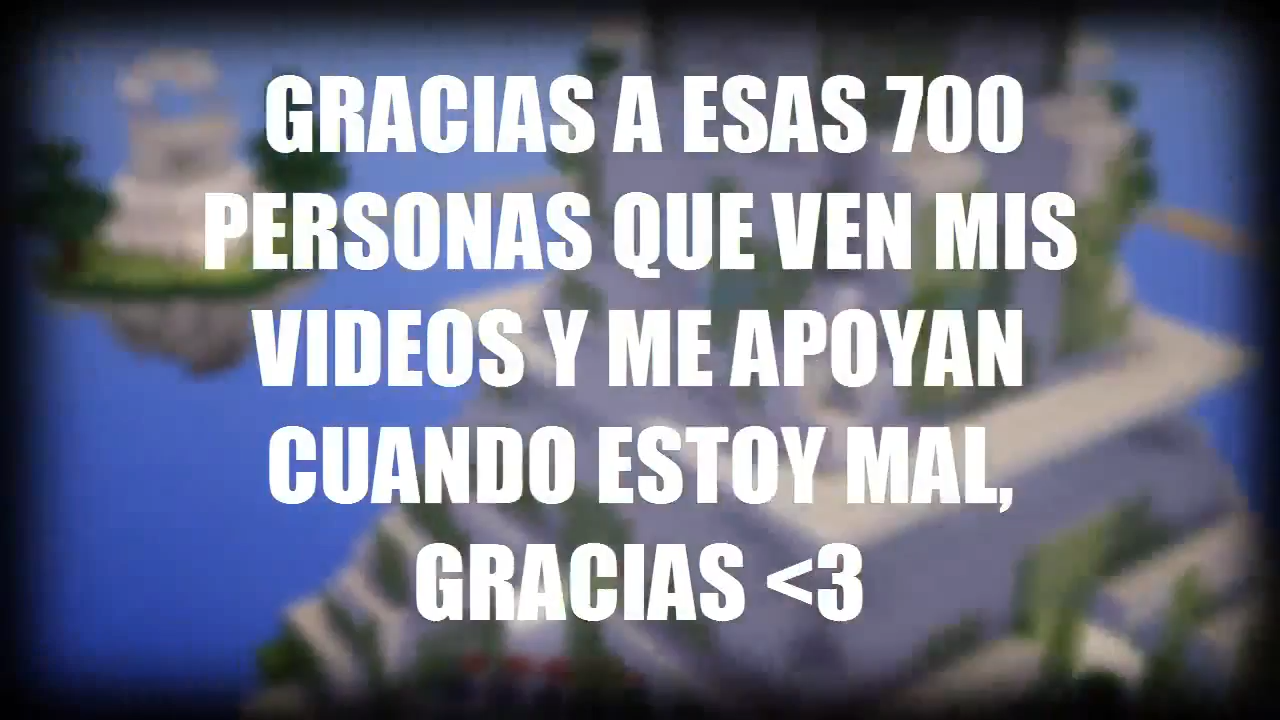 GRACIAS A ESAS 700
PERSONAS QUE VEN MIS
VIDEOS Y ME APOYAN
CUANDO ESTOY MAL,
GRACIAS <3